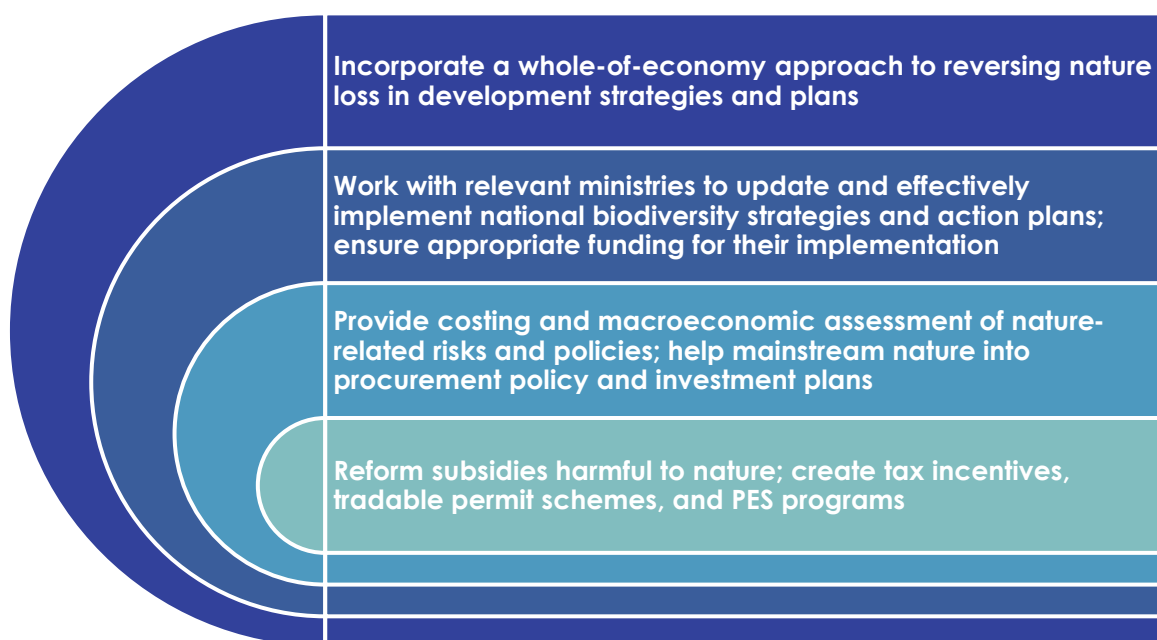 Incorporate a whole-of-economy approach to reversing nature
loss in development strategies and plans
Work with relevant ministries to update and effectively
implement national biodiversity strategies and action plans;
ensure appropriate funding for their implementation
Provide costing and macroeconomic assessment of nature-
related risks and policies; help mainstream nature into
procurement policy and investment plans
Reform subsidies harmful to nature; create tax incentives,
tradable permit schemes, and PES programs